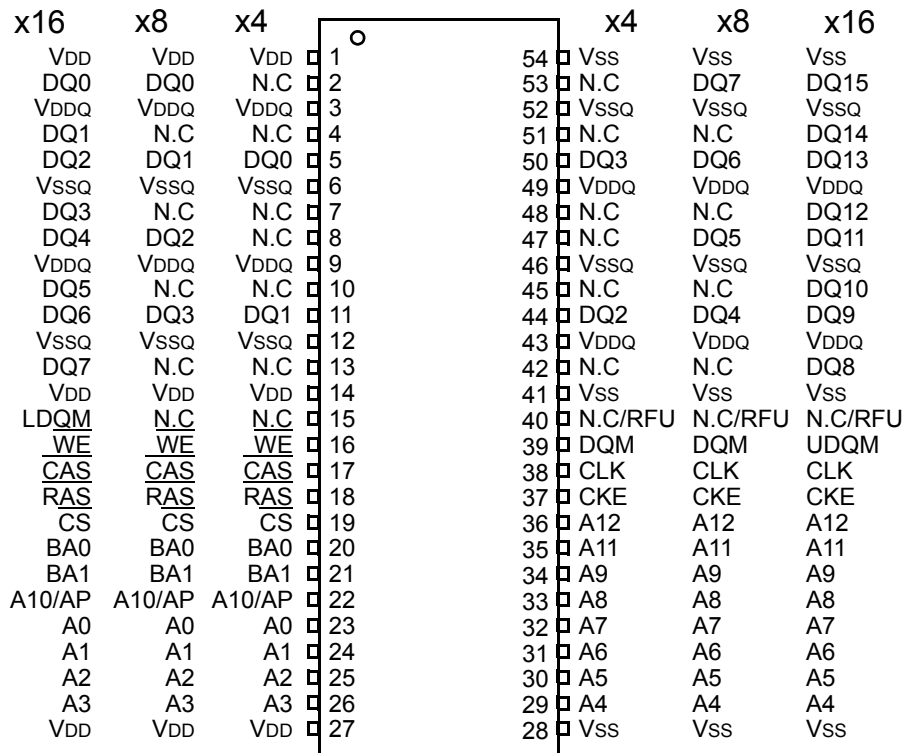 x16 x8 x4 x4 x8 x16
VDD VDD VDD 1 54 VSS VSS VSS
DQ0 DQ0 N.C 2 53 N.C DQ7 DQ15
VDDQ VDDQ VDDQ 3 52 VSSQ VSSQ VSSQ
DQ1 N.C N.C 4 51 N.C N.C DQ14
DQ2 DQ1 DQ0 5 50 DQ3 DQ6 DQ13
VSSQ VSSQ VSSQ 6 49 VDDQ VDDQ VDDQ
DQ3 N.C N.C 7 48 N.C N.C DQ12
DQ4 DQ2 N.C 8 47 N.C DQ5 DQ11
VDDQ VDDQ VDDQ 9 46 VSSQ VSSQ VSSQ
DQ5 N.C N.C 10 45 N.C N.C DQ10
DQ6 DQ3 DQ1 11 44 DQ2 DQ4 DQ9
VSSQ VSSQ VSSQ 12 43 VDDQ VDDQ VDDQ
DQ7 N.C N.C 13 42 N.C N.C DQ8
VDD VDD VDD 14 41 VSS VSS VSS
LDQM N.C N.C 15 40 N.C/RFU N.C/RFU N.C/RFU
WE WE WE 16 39 DQM DQM UDQM
CAS CAS CAS 17 38 CLK CLK CLK
RAS RAS RAS 18 37 CKE CKE CKE
CS CS CS 19 36 A12 A12 A12
BA0 BA0 BA0 20 35 A11 A11 A11
BA1 BA1 BA1 21 34 A9 A9 A9
A10/AP A10/AP A10/AP 22 33 A8 A8 A8
A0 A0 A0 23 32 A7 A7 A7
A1 A1 A1 24 31 A6 A6 A6
A2 A2 A2 25 30 A5 A5 A5
A3 A3 A3 26 29 A4 A4 A4
VDD VDD VDD 27 28 VSS VSS VSS